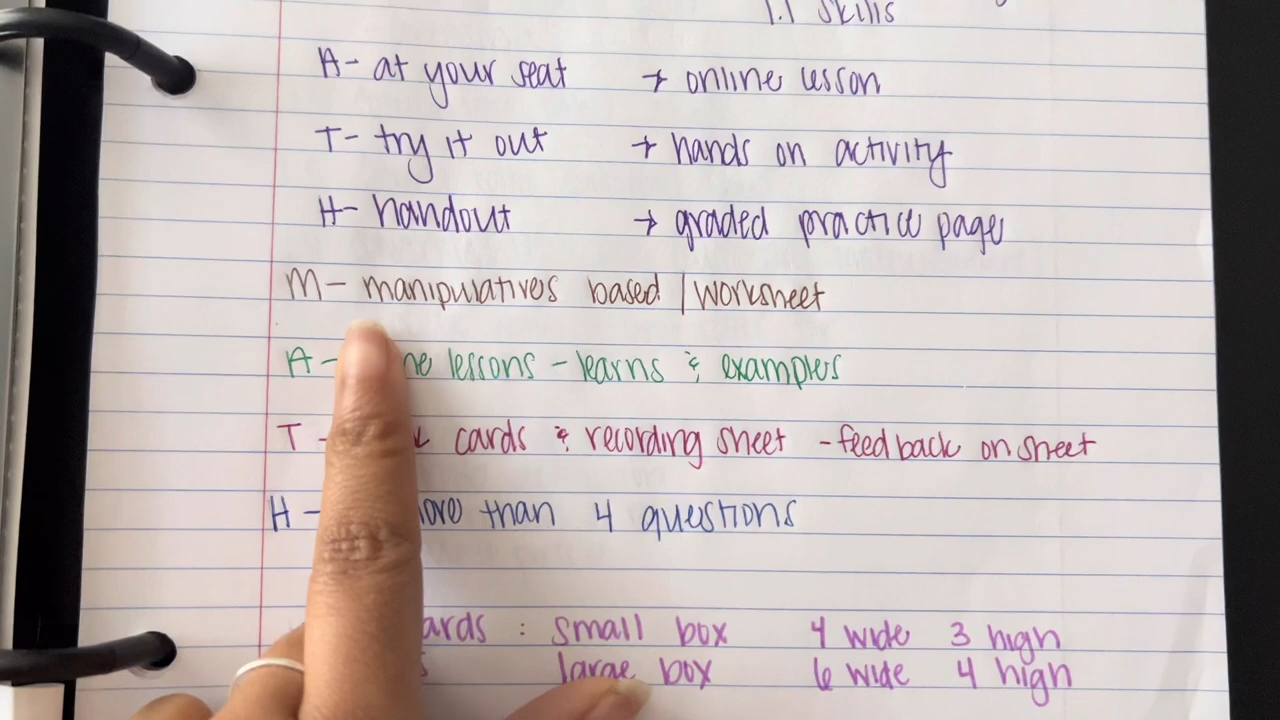 1.1 Skills
A- at your seat → online lesson
T- try it out → hands on activity
H- handout → graded practice page
M- manipulatives based / worksheet
A- lessons - learns & examples
T- cards & recording sheet - feedback on sheet
H- than 4 questions
: small box 4 wide 3 high
large box 6 wide 4 high